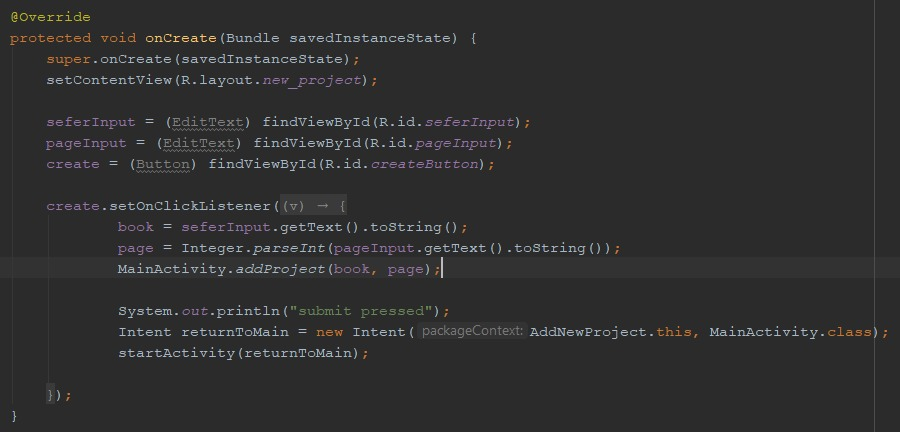 @Override
protected void onCreate(Bundle savedInstanceState) {
super.onCreate(savedInstanceState);
setContentView(R.layout.new_project);
seferInput = (EditText) findViewById(R.id.seferInput);
pageInput = (EditText) findViewById(R.id.pageInput);
create = (Button) findViewById(R.id.createButton);
create.setOnClickListener((v) → {
book = seferInput.getText().toString();
page = Integer.parseInt(pageInput.getText().toString());
MainActivity.addProject(book, page);
System.out.println("submit pressed");
Intent returnToMain = new Intent( packageContext: AddNewProject.this, MainActivity.class);
startActivity(returnToMain);
});
}